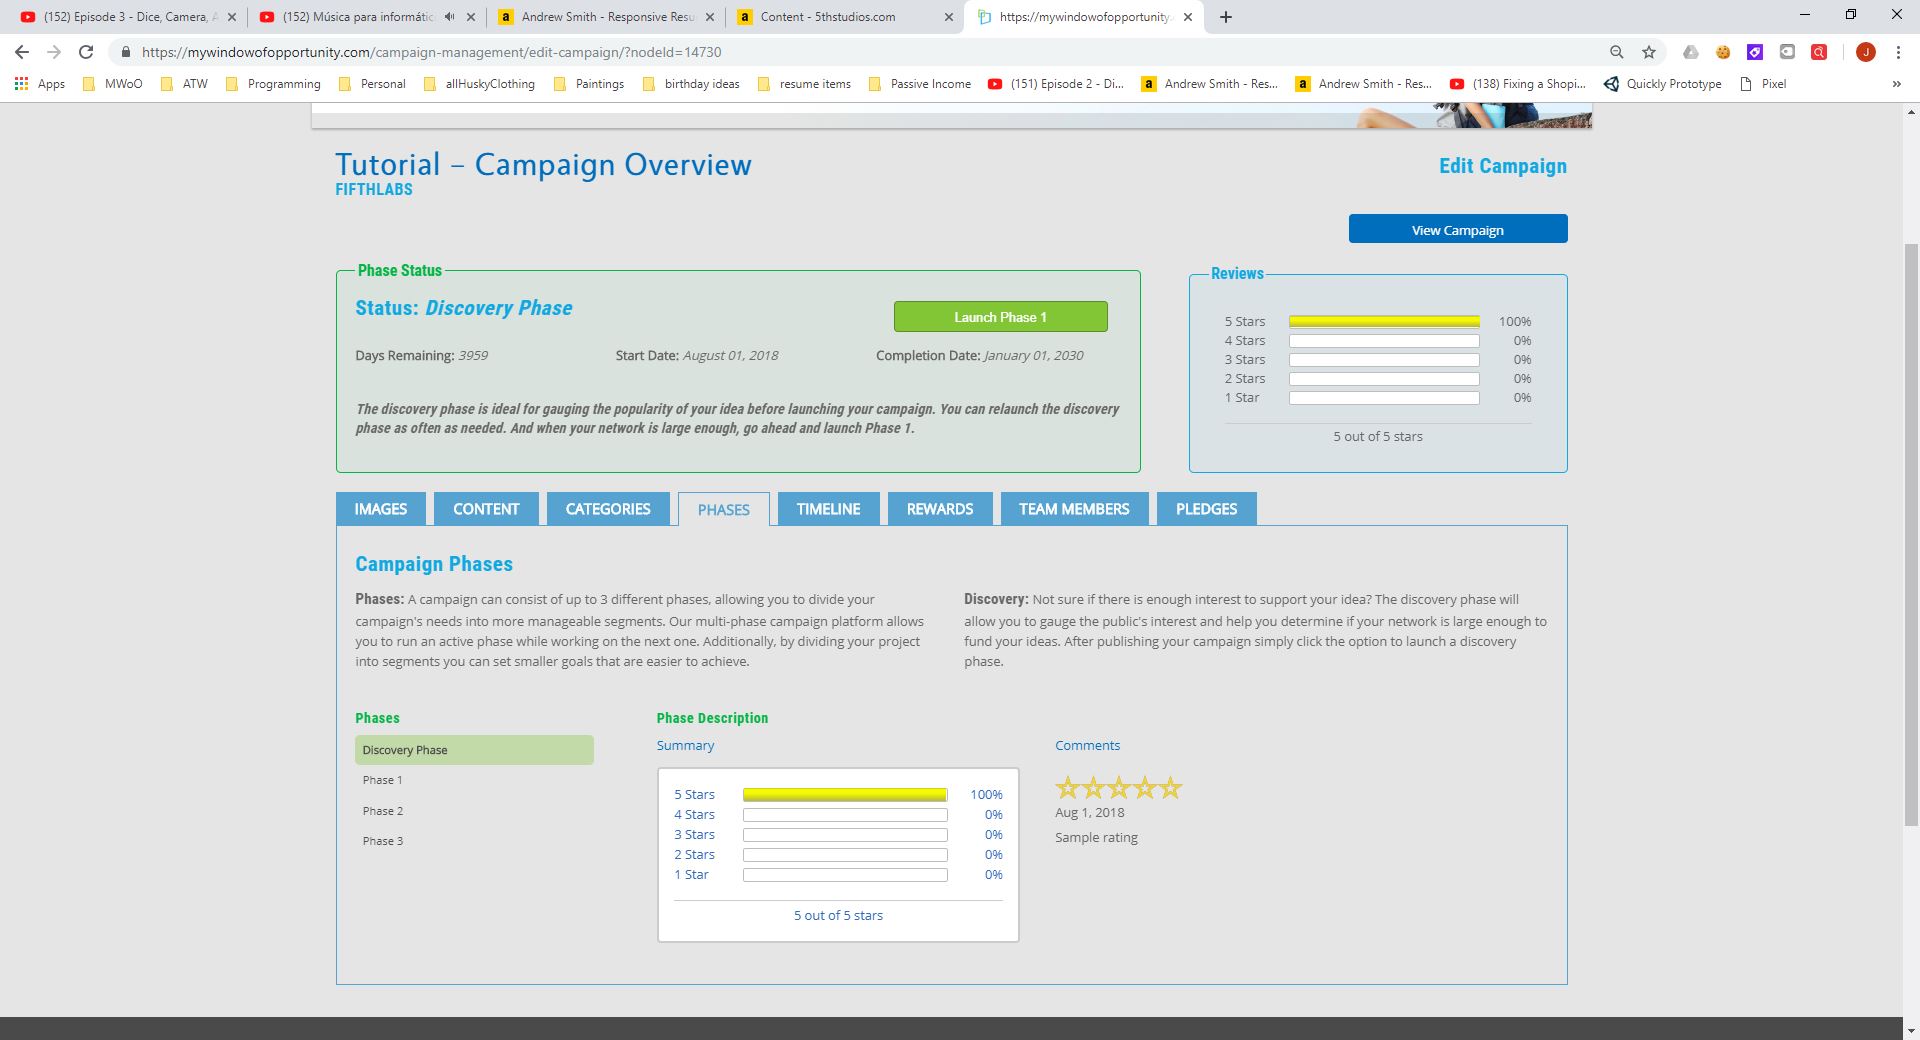 (152) Episode 3 - Dice, Camera, A
(152) Música para informátic
Andrew Smith - Responsive Resu
Content - 5thstudios.com
https://mywindowofopportunity.
https://mywindowofopportunity.com/campaign-management/edit-campaign/?nodeId=14730
J
Apps
MWoO
ATW
Programming
Personal
allHuskyClothing
Paintings
birthday ideas
resume items
Passive Income
(151) Episode 2 - Di...
Andrew Smith - Res...
Andrew Smith - Res...
(138) Fixing a Shopi...
Quickly Prototype
Pixel
Tutorial – Campaign Overview
FIFTHLABS
Edit Campaign
View Campaign
Phase Status
Status: Discovery Phase
Launch Phase 1
Days Remaining: 3959
Start Date: August 01, 2018
Completion Date: January 01, 2030
The discovery phase is ideal for gauging the popularity of your idea before launching your campaign. You can relaunch the discovery
phase as often as needed. And when your network is large enough, go ahead and launch Phase 1.
Reviews
5 Stars 100%
4 Stars 0%
3 Stars 0%
2 Stars 0%
1 Star 0%
5 out of 5 stars
IMAGES
CONTENT
CATEGORIES
PHASES
TIMELINE
REWARDS
TEAM MEMBERS
PLEDGES
Campaign Phases
Phases: A campaign can consist of up to 3 different phases, allowing you to divide your
campaign's needs into more manageable segments. Our multi-phase campaign platform allows
you to run an active phase while working on the next one. Additionally, by dividing your project
into segments you can set smaller goals that are easier to achieve.
Discovery: Not sure if there is enough interest to support your idea? The discovery phase will
allow you to gauge the public's interest and help you determine if your network is large enough to
fund your ideas. After publishing your campaign simply click the option to launch a discovery
phase.
Phases
Discovery Phase
Phase 1
Phase 2
Phase 3
Phase Description
Summary
5 Stars 100%
4 Stars 0%
3 Stars 0%
2 Stars 0%
1 Star 0%
5 out of 5 stars
Comments
Aug 1, 2018
Sample rating